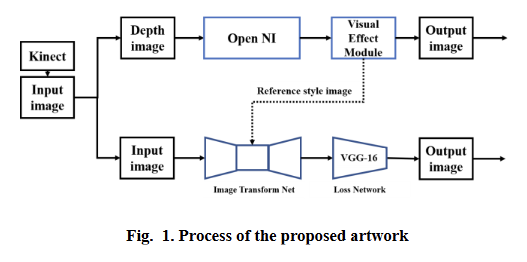 Kinect
Input
image
Depth
image
Open NI
Visual
Effect
Module
Output
image
Reference style image
Input
image
Image Transform Net
VGG-16
Loss Network
Output
image
Fig. 1. Process of the proposed artwork